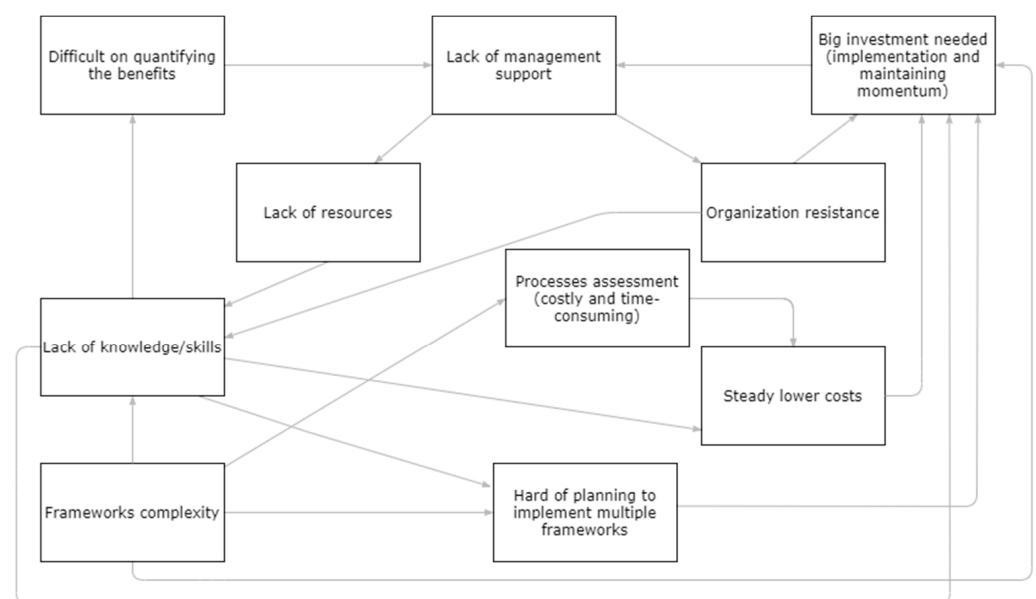 Difficult on quantifying
the benefits
Lack of management
support
Big investment needed
(implementation and
maintaining
momentum)
Lack of resources
Organization resistance
Processes assessment
(costly and time-
consuming)
Lack of knowledge/skills
Steady lower costs
Frameworks complexity
Hard of planning to
implement multiple
frameworks